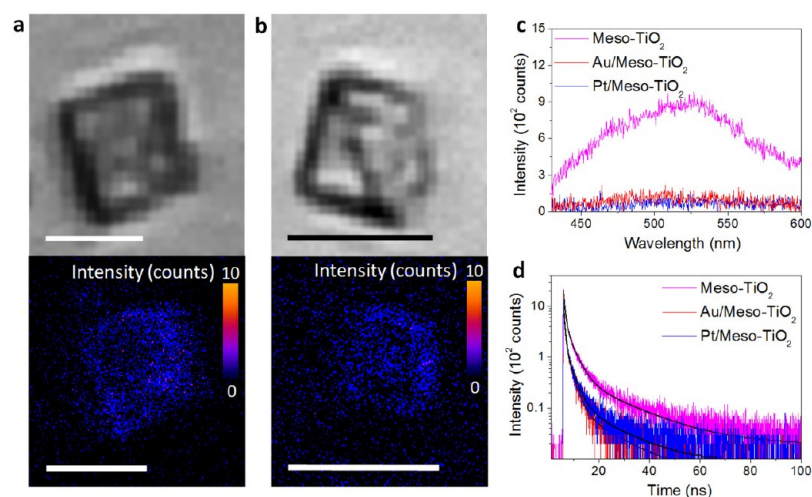 a
b
Intensity (counts) 10
0
Intensity (counts) 10
0
c
Meso-TiO₂
Au/Meso-TiO₂
Pt/Meso-TiO₂
Intensity (10² counts)
15
12
9
6
3
0
450 500 550 600
Wavelength (nm)
d
Meso-TiO₂
Au/Meso-TiO₂
Pt/Meso-TiO₂
Intensity (10² counts)
10
1
0.1
20 40 60 80 100
Time (ns)